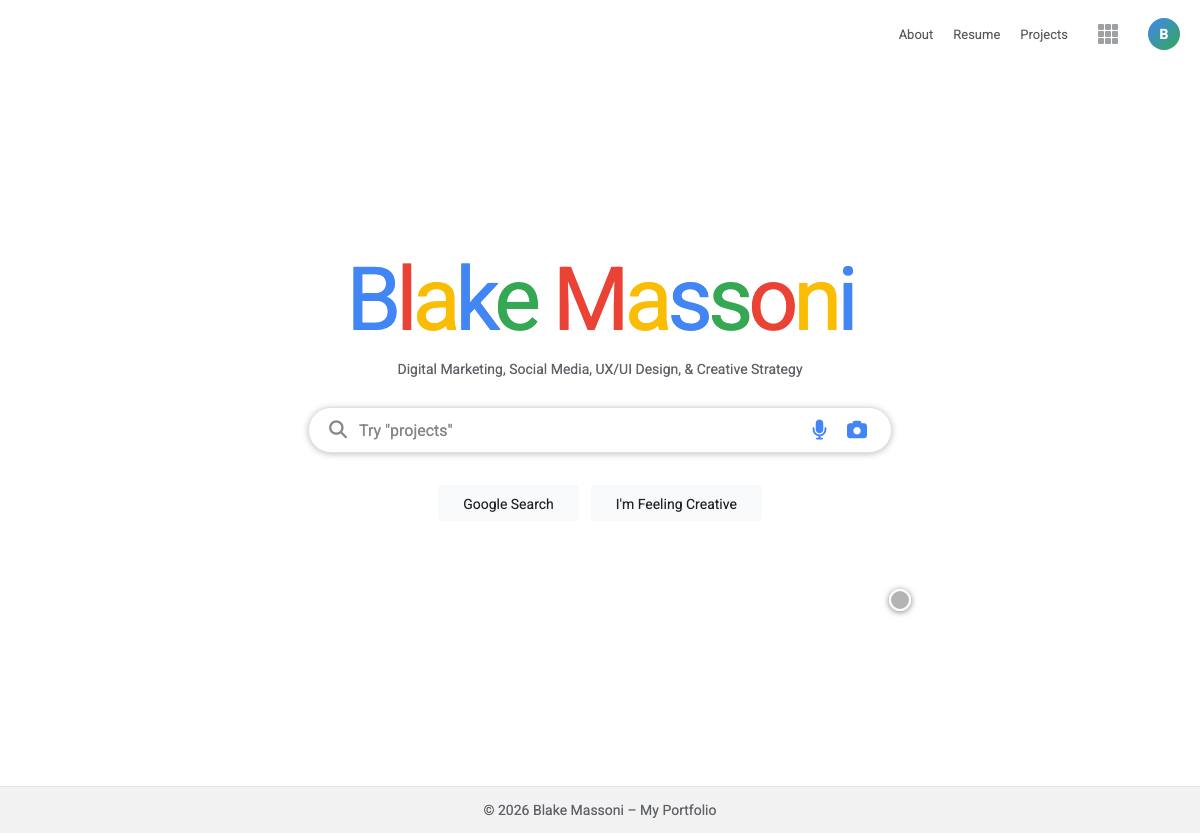 About Resume Projects B
Blake Massoni
Digital Marketing, Social Media, UX/UI Design, & Creative Strategy
Try "projects"
Google Search I'm Feeling Creative
© 2026 Blake Massoni – My Portfolio